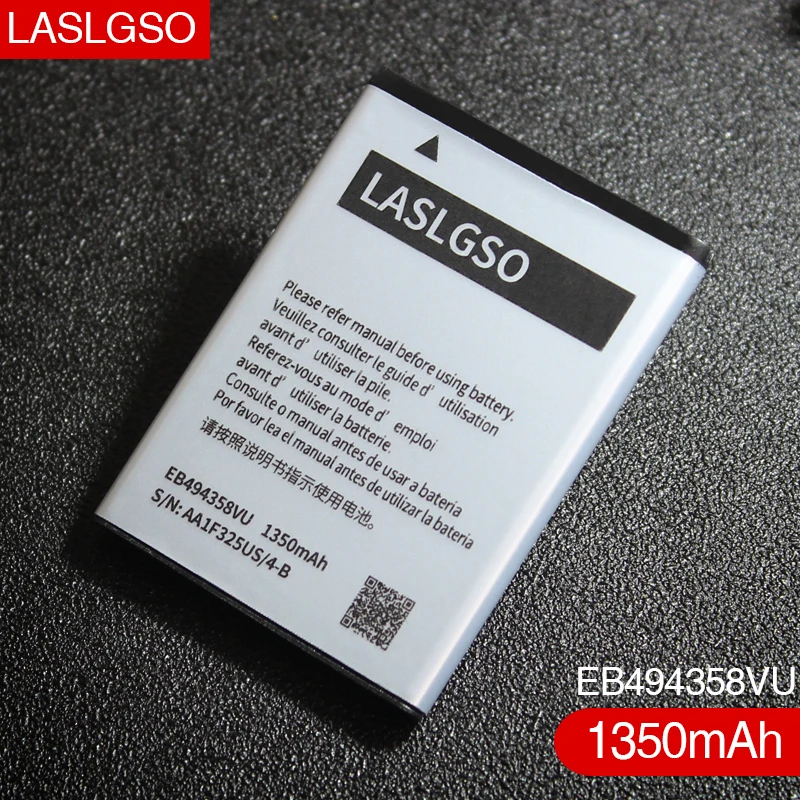 LASLGSO
LASLGSO
Please refer manual before using battery.
Veuillez consulter le guide d' utilisation
avant d' utiliser la pile.
Referez-vous au mode d' emploi
avant d' utiliser la batterie.
Consulte o manual antes de usar a bateria
Por favor lea el manual antes de utilizar la bateria
请按照说明书指示使用电池。
EB494358VU 1350mAh
S/N: AA1F325US/4-B
EB494358VU
1350mAh